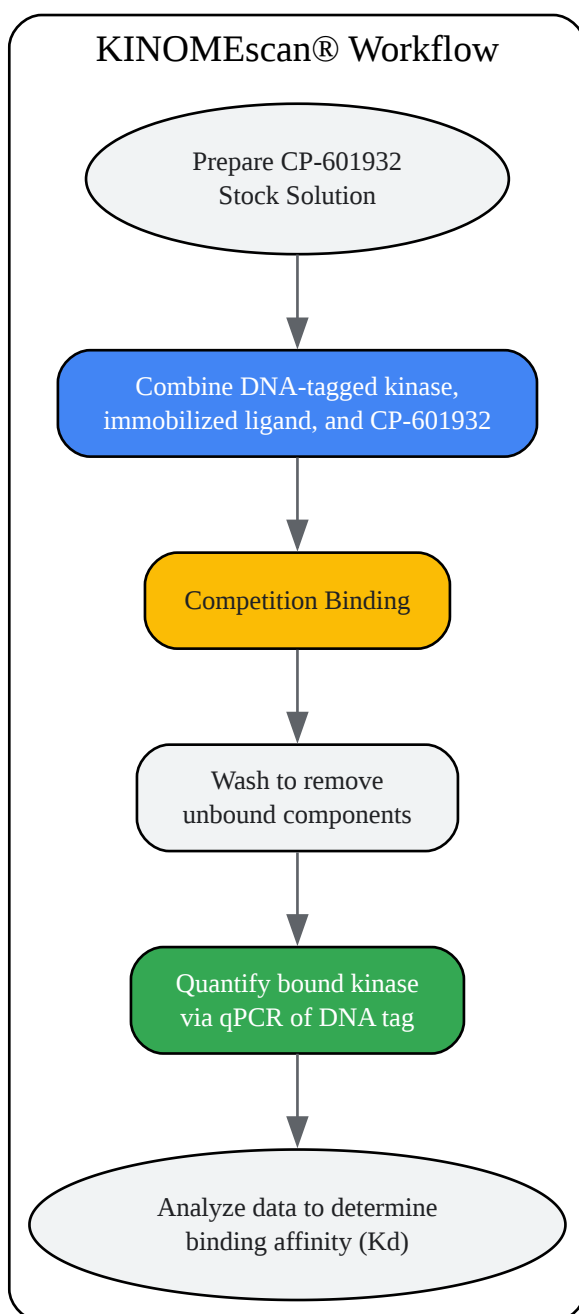 KINOMEscan® Workflow
Prepare CP-601932
Stock Solution
Combine DNA-tagged kinase,
immobilized ligand, and CP-601932
Competition Binding
Wash to remove
unbound components
Quantify bound kinase
via qPCR of DNA tag
Analyze data to determine
binding affinity (Kd)